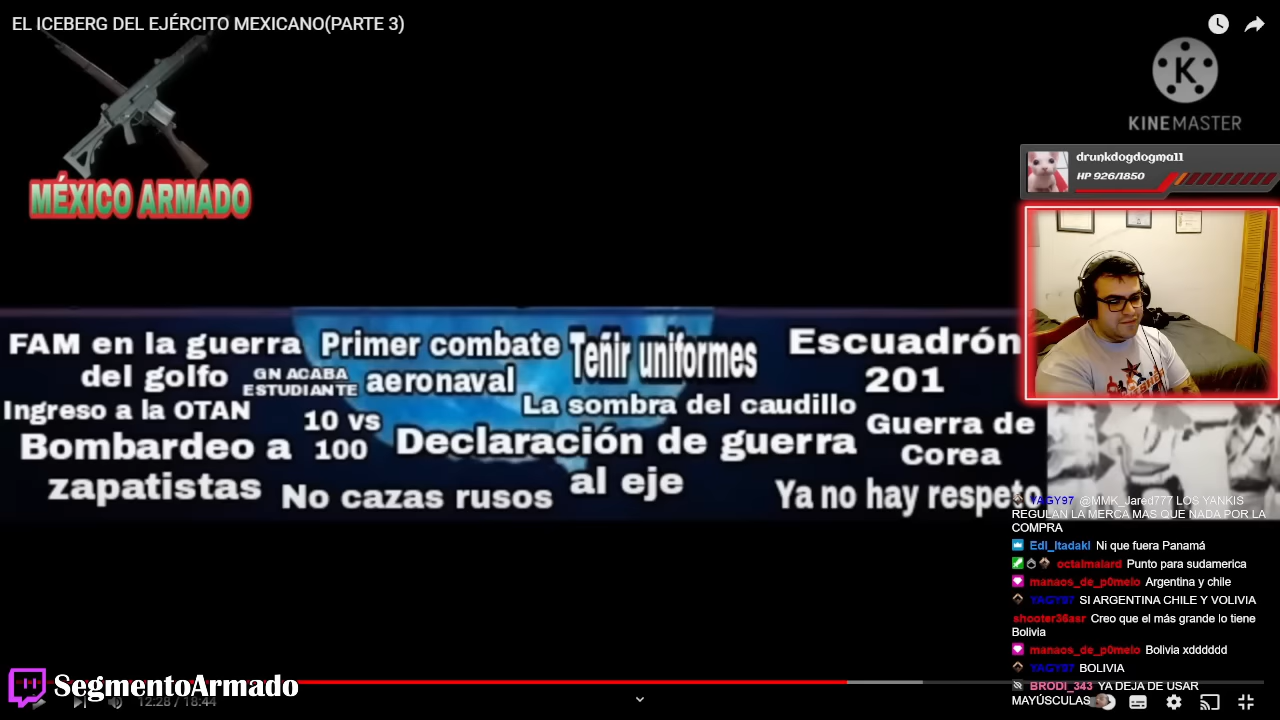 EL ICEBERG DEL EJÉRCITO MEXICANO(PARTE 3)
K
KINEMASTER
MÉXICO ARMADO
drunkdogdogma11
HP 926/1850
FAM en la guerra
del golfo
GN ACABA
ESTUDIANTE
Primer combate
aeronaval
Teñir uniformes
Escuadrón
201
Ingreso a la OTAN
10 vs
100
La sombra del caudillo
Bombardeo a
zapatistas
Declaración de guerra
al eje
Guerra de
Corea
No cazas rusos
Ya no hay respeto
YAGY97 @MMK_Jared777 LOS YANKIS
REGULAN LA MERCA MAS QUE NADA POR LA
COMPRA
Edi_Itadaki Ni que fuera Panamá
octalmalard Punto para sudamerica
manaos_de_p0melo Argentina y chile
YAGY97 SI ARGENTINA CHILE Y VOLIVIA
shooter36asr Creo que el más grande lo tiene
Bolivia
manaos_de_p0melo Bolivia xdddddd
YAGY97 BOLIVIA
BRODI_343 YA DEJA DE USAR
MAYÚSCULAS
SegmentoArmado
12:28 / 18:44